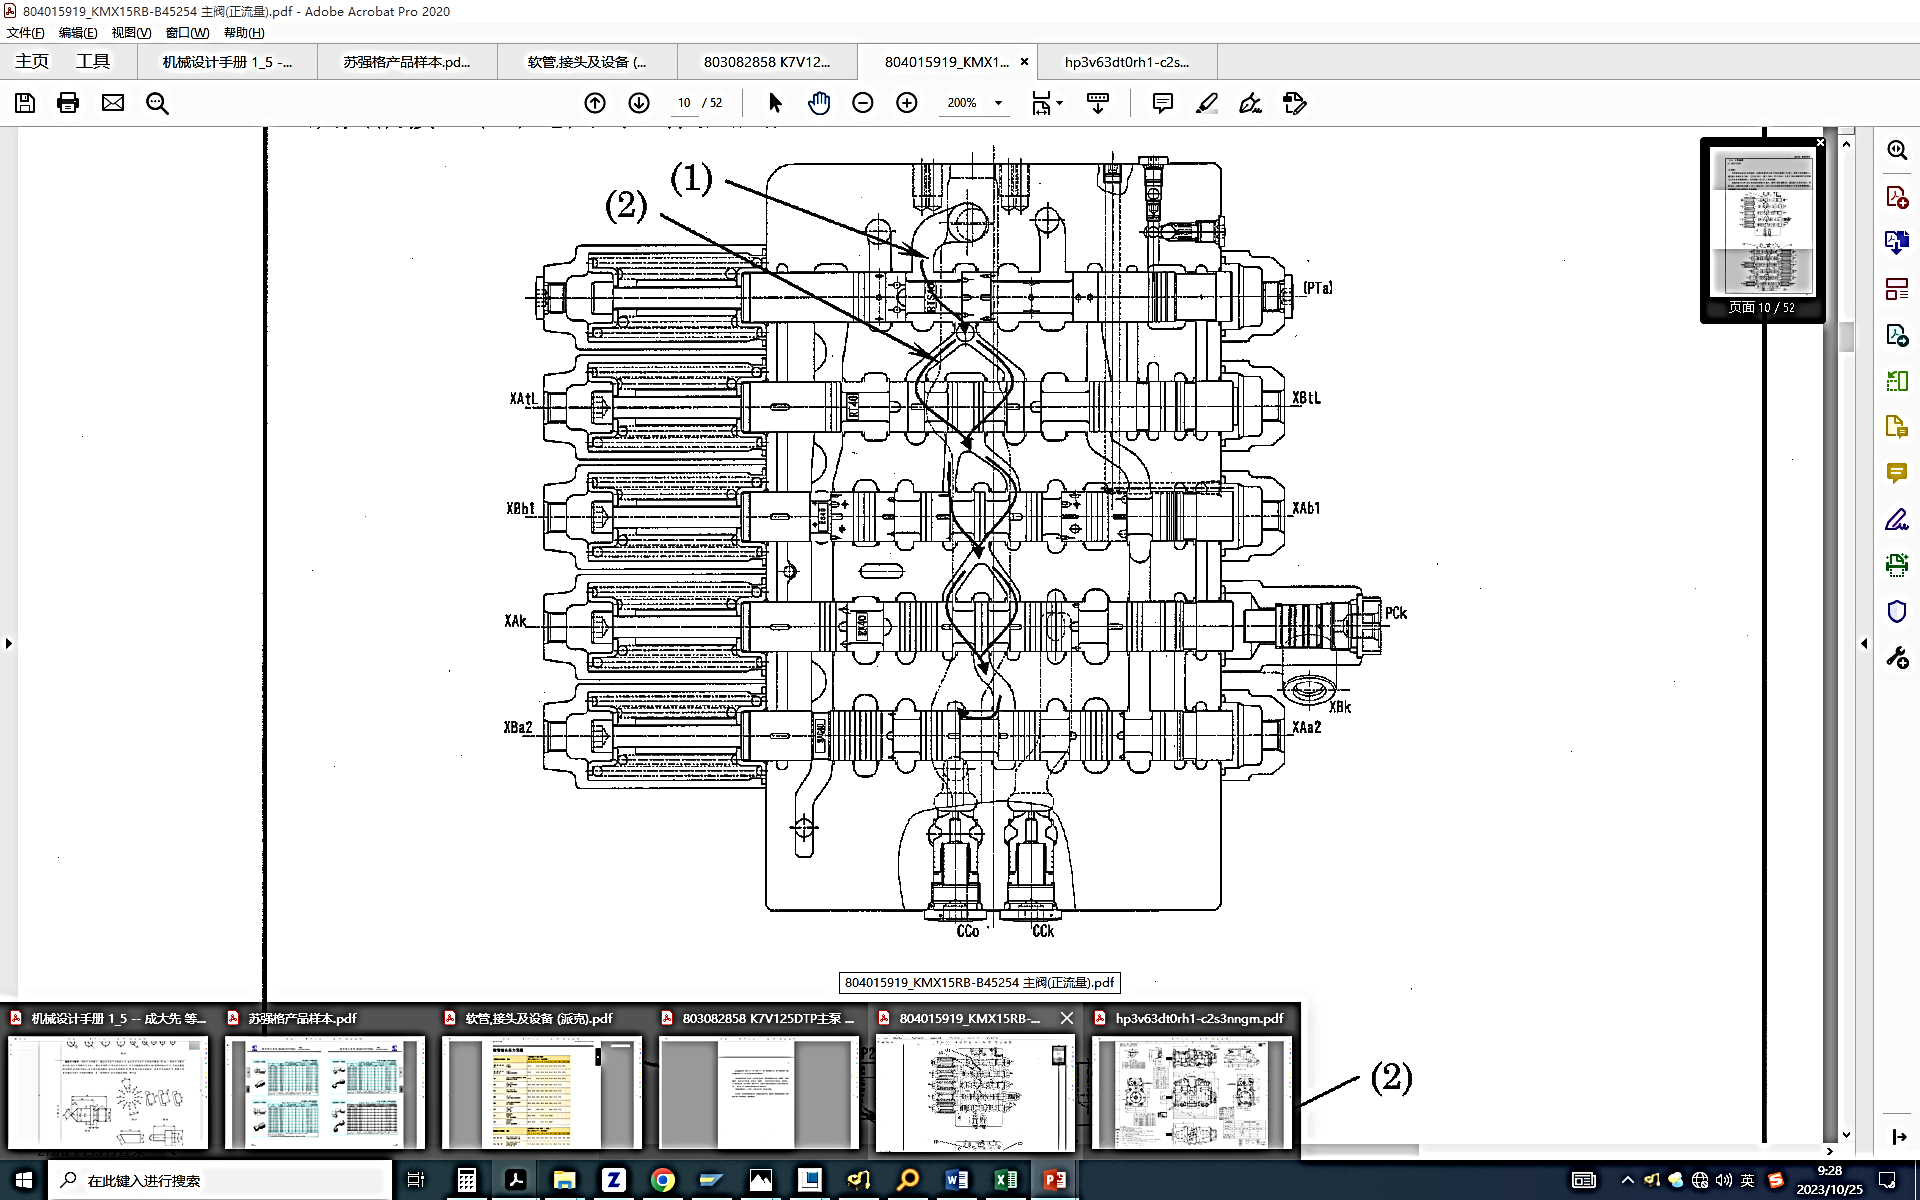 804015919_KMX15RB-B45254 主阀(正流量).pdf - Adobe Acrobat Pro 2020
文件(F) 编辑(E) 视图(V) 窗口(W) 帮助(H)
主页 工具 机械设计手册 1_5 -... 苏强格产品样本.pd... 软管,接头及设备 (... 803082858 K7V12... 804015919_KMX1... × hp3v63dt0rh1-c2s...
10 / 52 200%
(1)
(2)
(PTa)
XAtL XBtL
XBb1 XAb1
XAk PCk
XBk
XBa2 XAa2
CCo CCk
页面 10 / 52
804015919_KMX15RB-B45254 主阀(正流量).pdf
机械设计手册 1_5 -- 成大先 等... 苏强格产品样本.pdf 软管,接头及设备 (派克).pdf 803082858 K7V125DTP主泵 ... 804015919_KMX15RB-... hp3v63dt0rh1-c2s3nngm.pdf
(2)
在此键入进行搜索
英
9:28
2023/10/25